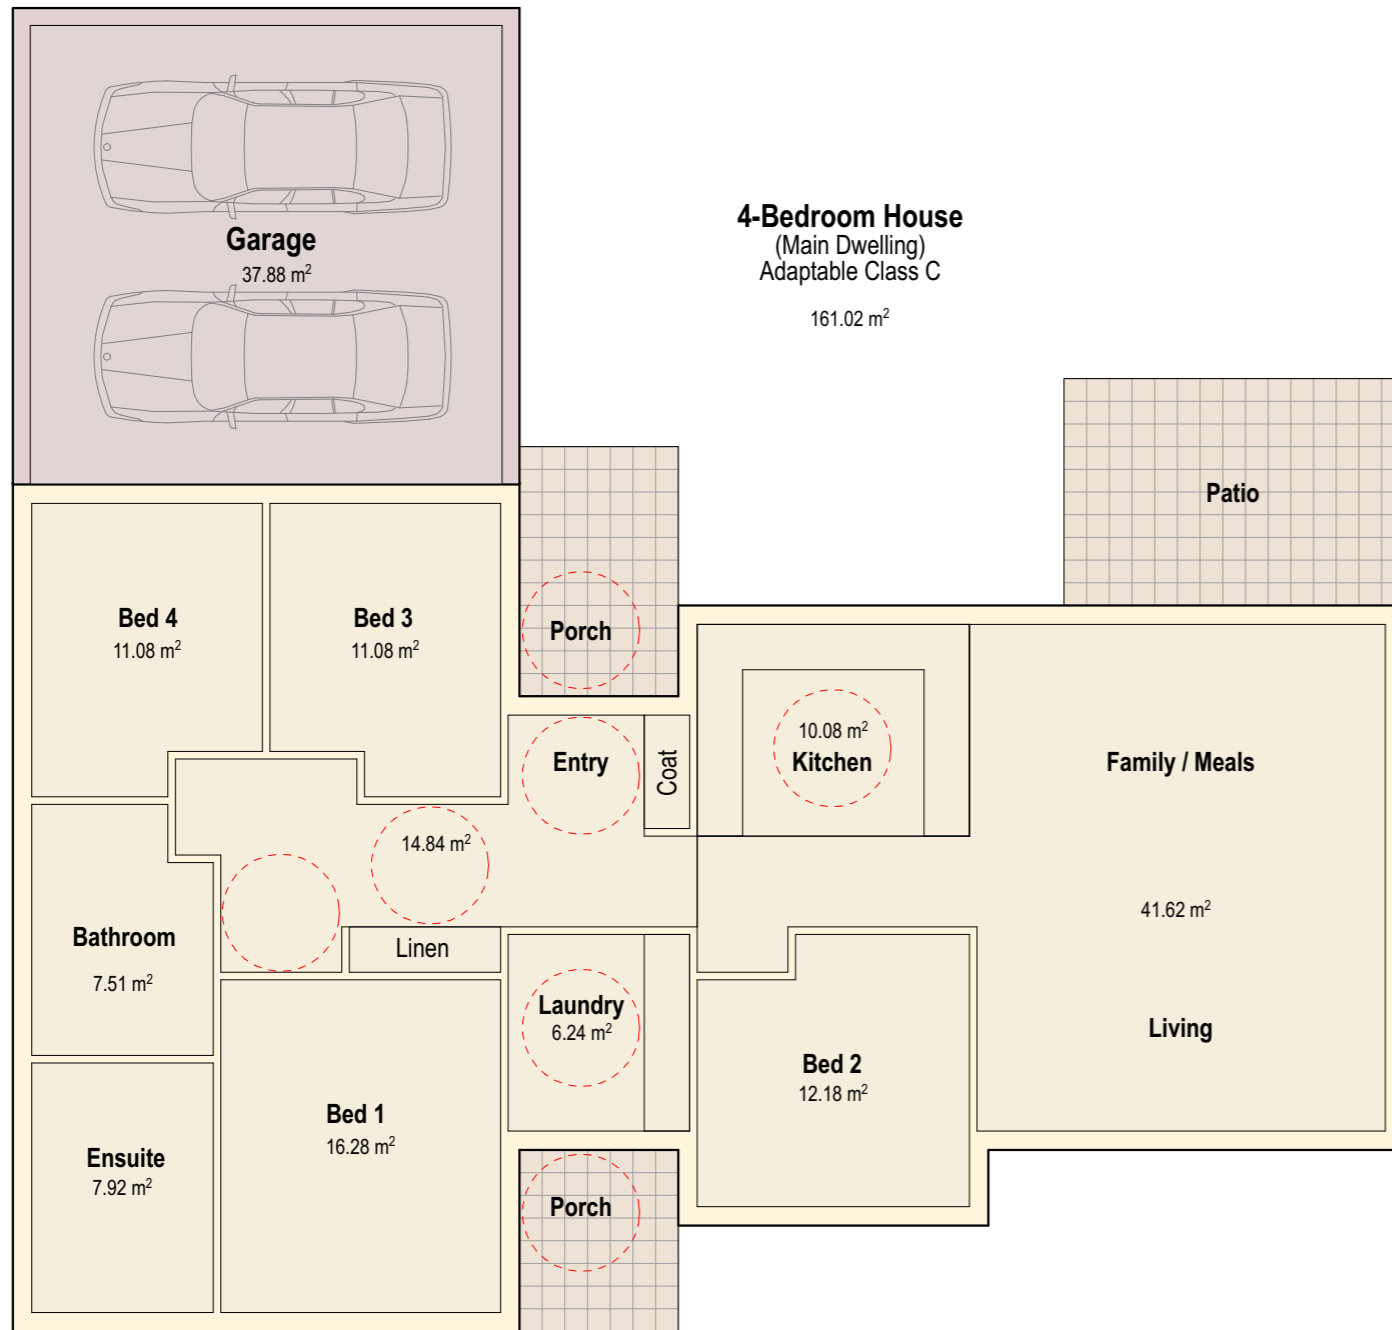 4-Bedroom House
(Main Dwelling)
Adaptable Class C
161.02 m²
Garage
37.88 m²
Patio
Bed 4
11.08 m²
Bed 3
11.08 m²
Porch
Entry
Coat
10.08 m²
Kitchen
Family / Meals
14.84 m²
41.62 m²
Bathroom
7.51 m²
Linen
Laundry
6.24 m²
Living
Bed 2
12.18 m²
Bed 1
16.28 m²
Ensuite
7.92 m²
Porch